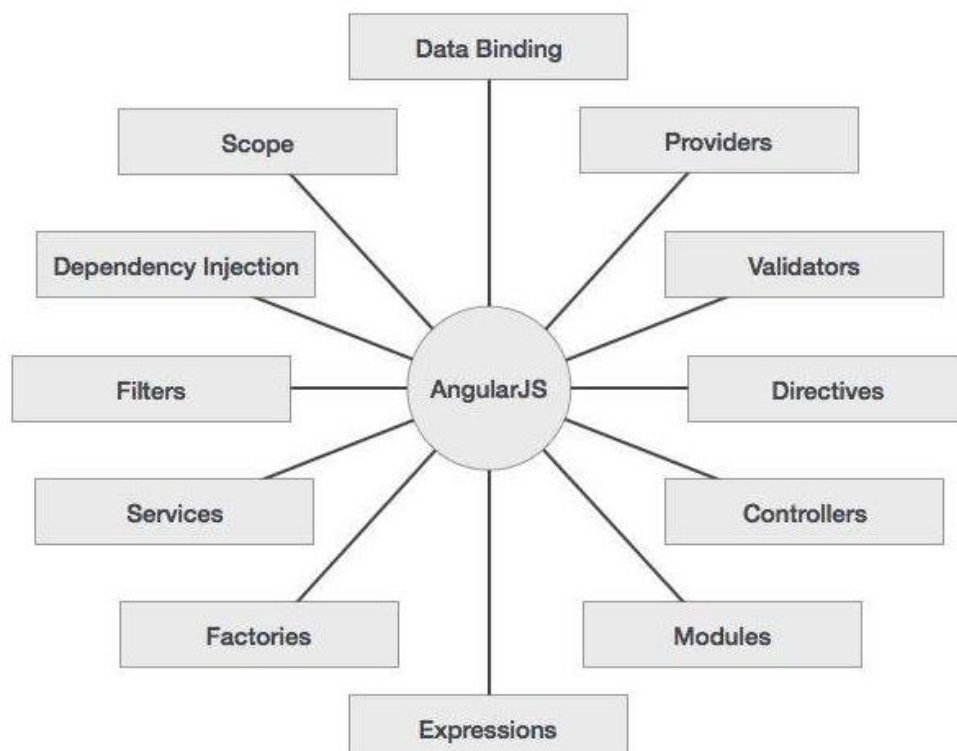 Data Binding
Scope
Providers
Dependency Injection
Validators
Filters
AngularJS
Directives
Services
Controllers
Factories
Modules
Expressions